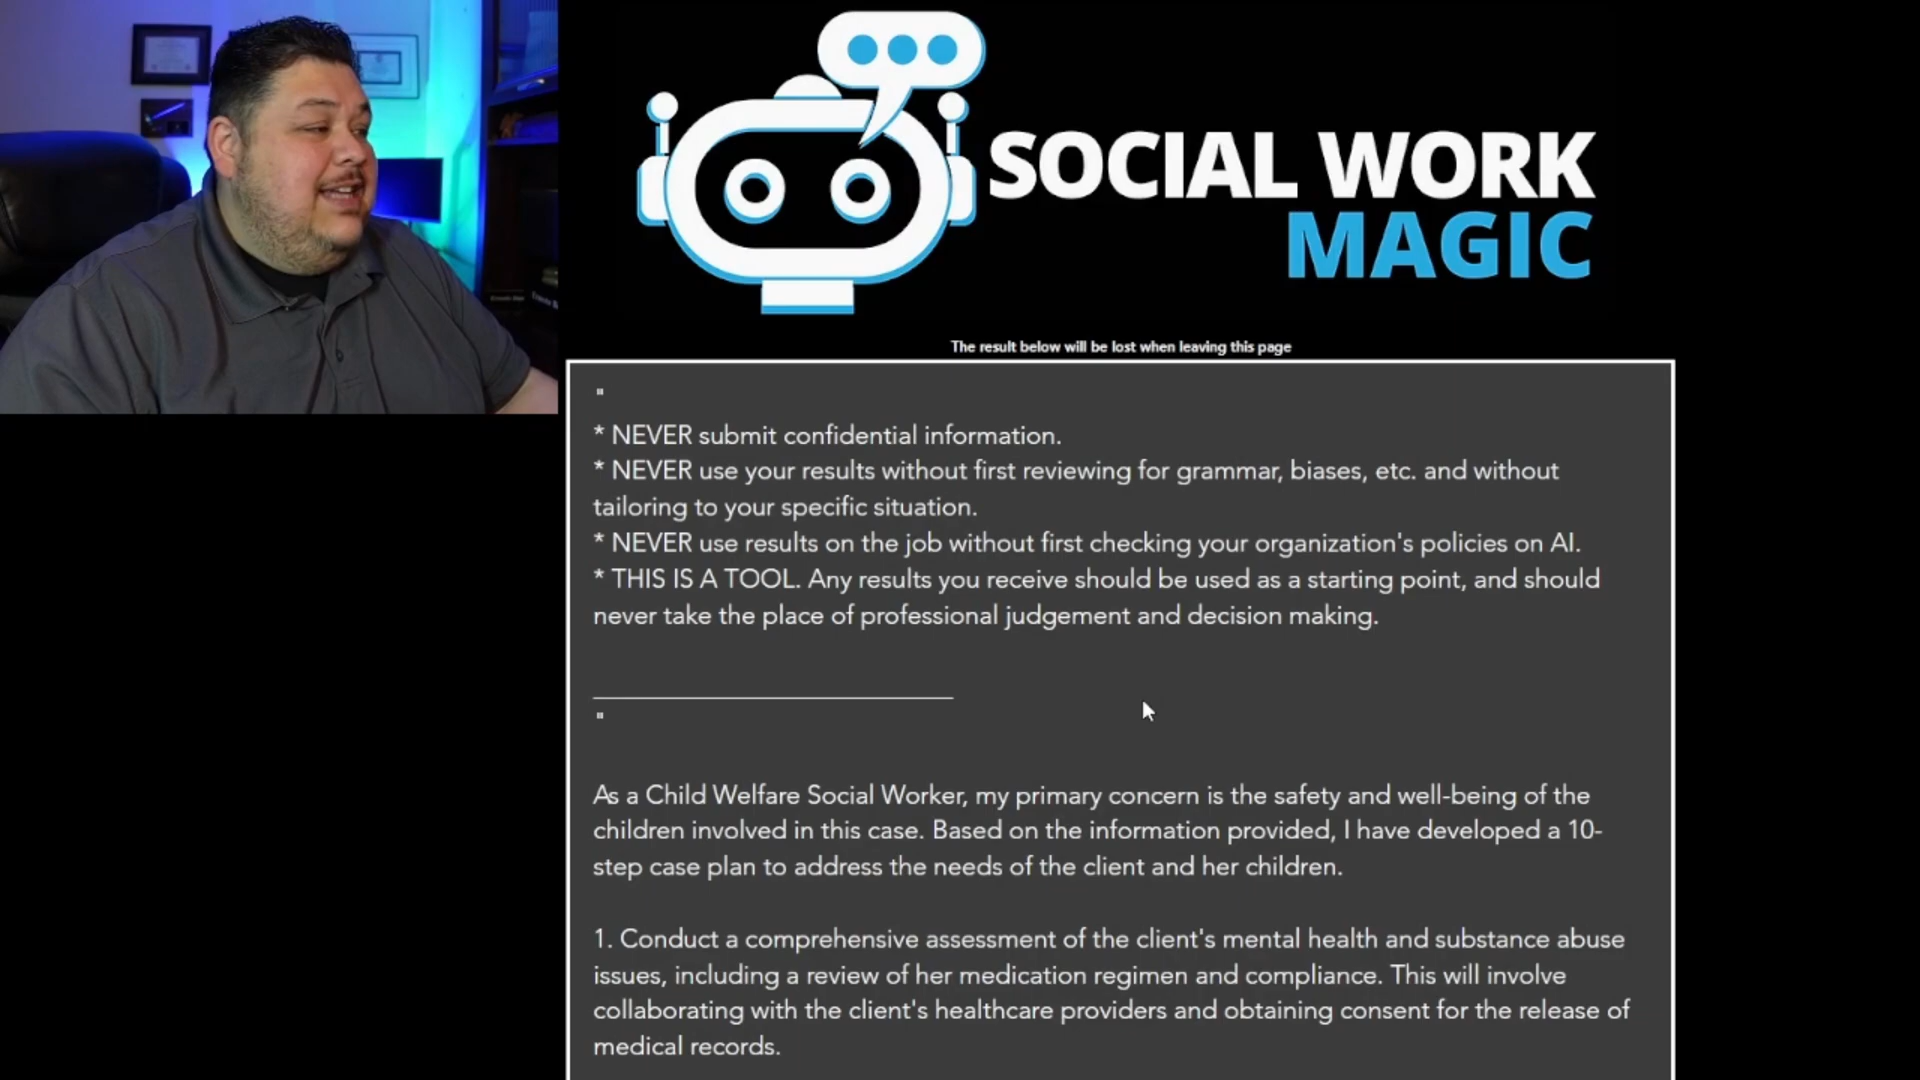 SOCIAL WORK
MAGIC
The result below will be lost when leaving this page
"
* NEVER submit confidential information.
* NEVER use your results without first reviewing for grammar, biases, etc. and without
tailoring to your specific situation.
* NEVER use results on the job without first checking your organization's policies on AI.
* THIS IS A TOOL. Any results you receive should be used as a starting point, and should
never take the place of professional judgement and decision making.
"
As a Child Welfare Social Worker, my primary concern is the safety and well-being of the
children involved in this case. Based on the information provided, I have developed a 10-
step case plan to address the needs of the client and her children.
1. Conduct a comprehensive assessment of the client's mental health and substance abuse
issues, including a review of her medication regimen and compliance. This will involve
collaborating with the client's healthcare providers and obtaining consent for the release of
medical records.